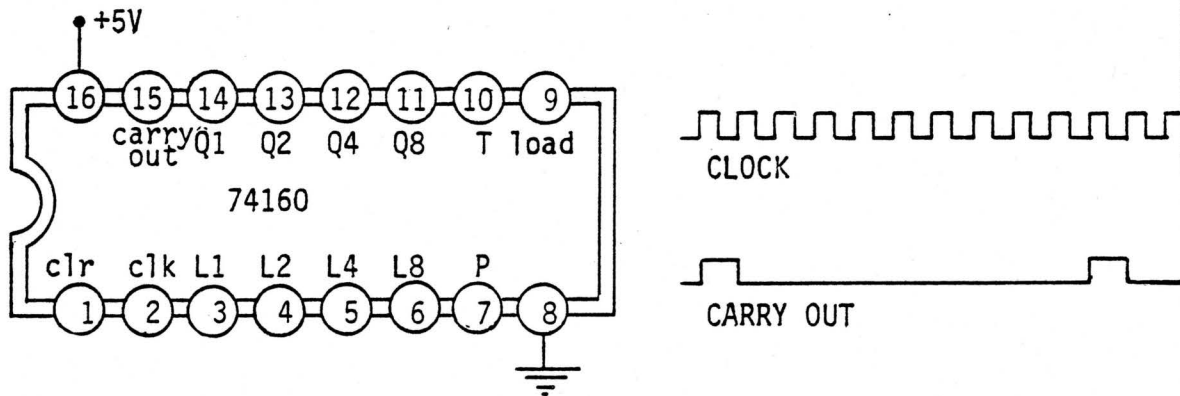 +5V
16 15 14 13 12 11 10 9
carry out Q1 Q2 Q4 Q8 T load
74160
clr clk L1 L2 L4 L8 P
1 2 3 4 5 6 7 8
CLOCK
CARRY OUT